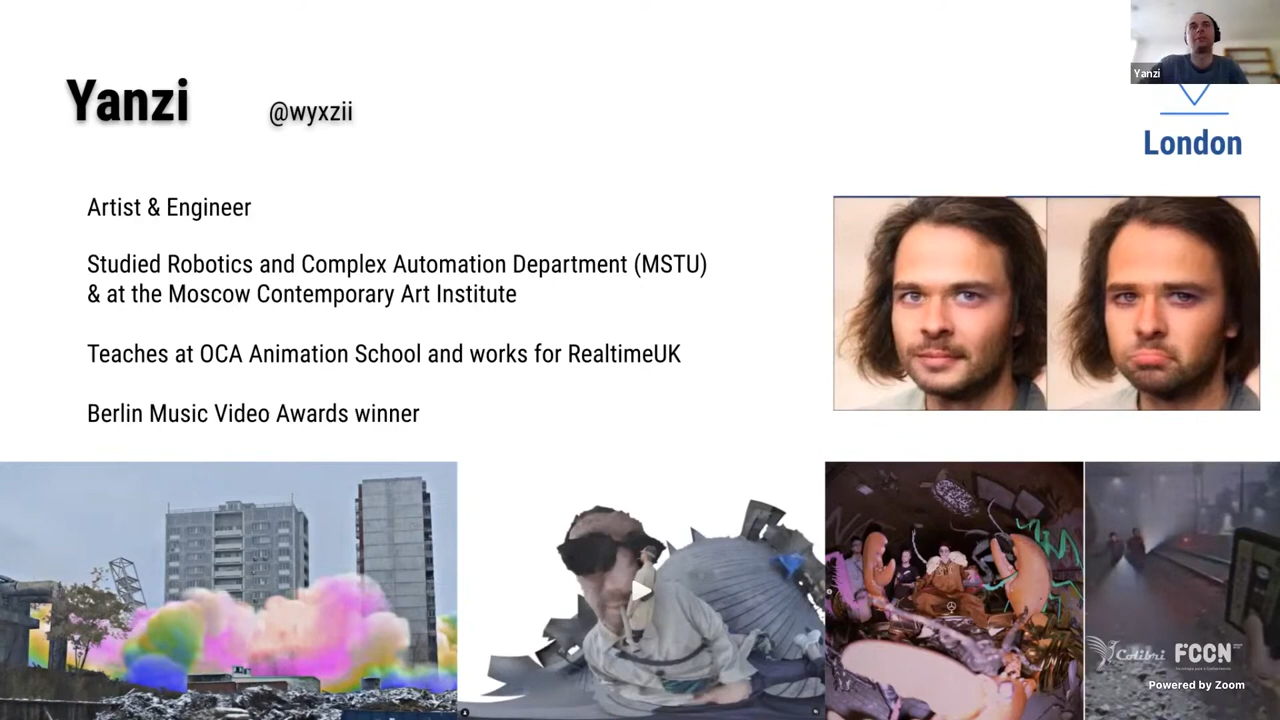 Yanzi
Yanzi @wyxzii
London
Artist & Engineer
Studied Robotics and Complex Automation Department (MSTU)
& at the Moscow Contemporary Art Institute
Teaches at OCA Animation School and works for RealtimeUK
Berlin Music Video Awards winner
Colibri FCCN
Powered by Zoom